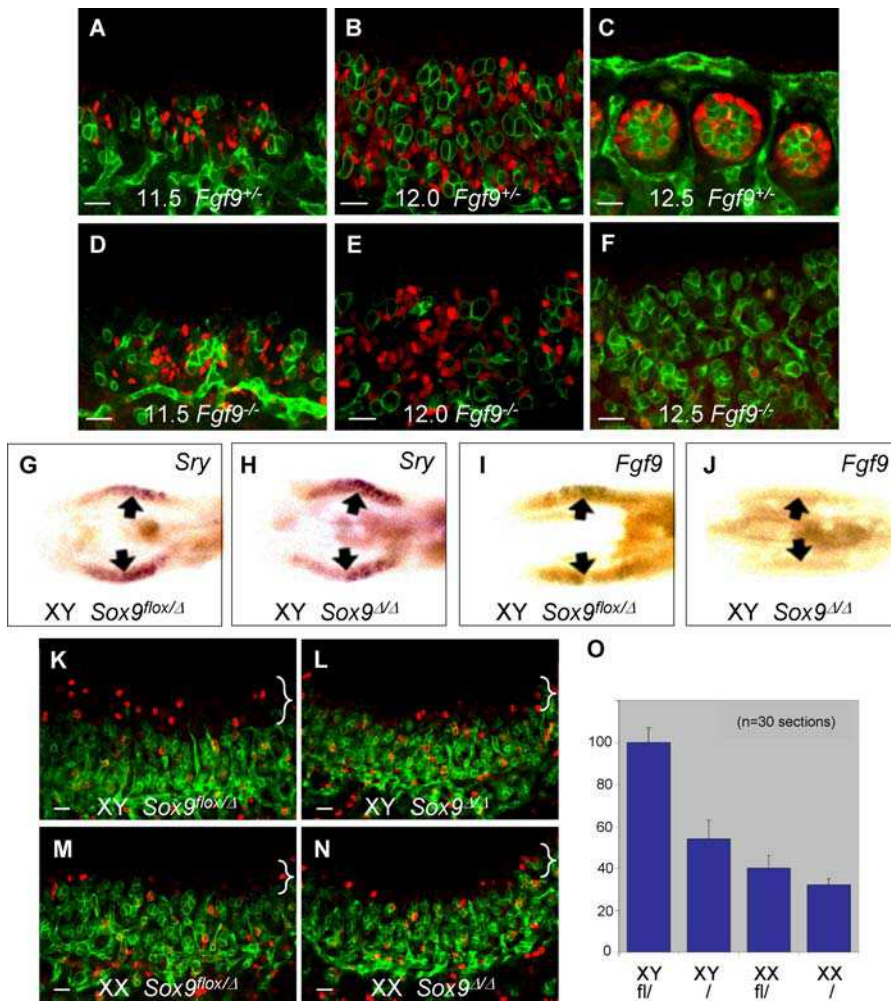 A
B
C
11.5 Fgf9+/-
12.0 Fgf9+/-
12.5 Fgf9+/-
D
E
F
11.5 Fgf9-/-
12.0 Fgf9-/-
12.5 Fgf9-/-
G
Sry
H
Sry
I
Fgf9
J
Fgf9
XY Sox9flox/Δ
XY Sox9Δ/Δ
XY Sox9flox/Δ
XY Sox9Δ/Δ
K
L
XY Sox9flox/Δ
XY Sox9Δ/Δ
M
N
XX Sox9flox/Δ
XX Sox9Δ/Δ
O
(n=30 sections)
100
80
60
40
20
0
XY
fl/
XY
/
XX
fl/
XX
/